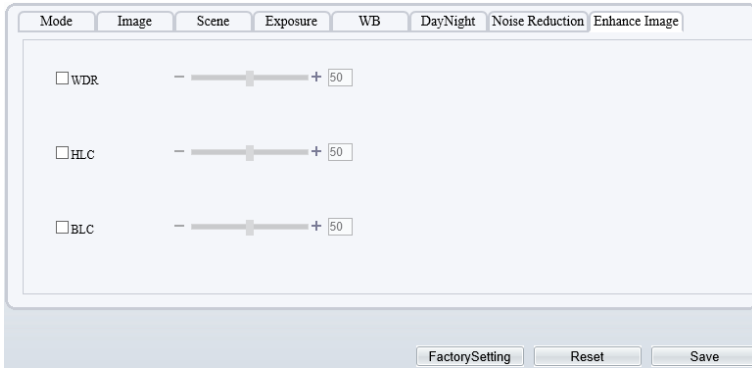 Mode Image Scene Exposure WB DayNight Noise Reduction Enhance Image
WDR − + 50
HLC − + 50
BLC − + 50
FactorySetting Reset Save